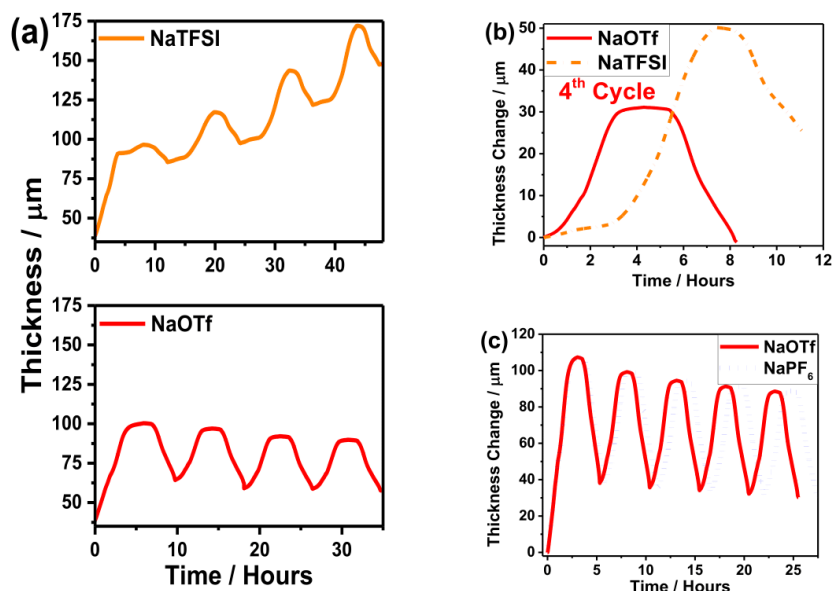 (a)
Thickness / μm
175
150
125
100
75
50
NaTFSI
0 10 20 30 40
175
150
125
100
75
50
NaOTf
0 10 20 30
Time / Hours
(b)
Thickness Change / μm
50
40
30
20
10
0
NaOTf
NaTFSI
4th Cycle
0 2 4 6 8 10 12
Time / Hours
(c)
Thickness Change / μm
120
100
80
60
40
20
0
NaOTf
NaPF6
0 5 10 15 20 25
Time / Hours